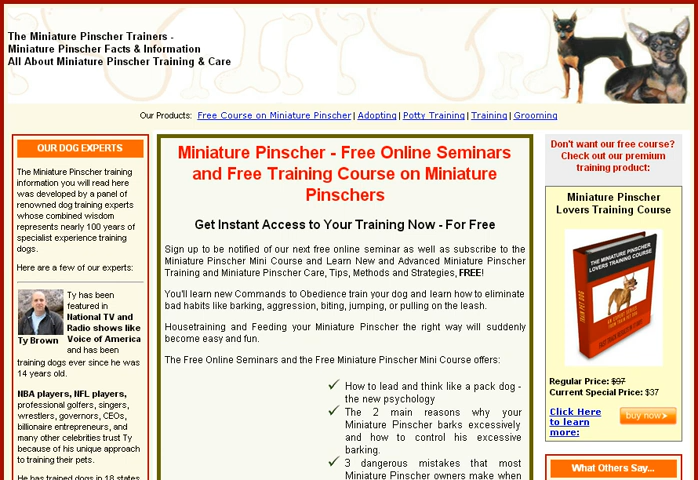 The Miniature Pinscher Trainers -
Miniature Pinscher Facts & Information
All About Miniature Pinscher Training & Care
Our Products: Free Course on Miniature Pinscher | Adopting | Potty Training | Training | Grooming
OUR DOG EXPERTS
The Miniature Pinscher training
information you will read here
was developed by a panel of
renowned dog training experts
whose combined wisdom
represents nearly 100 years of
specialist experience training
dogs.
Here are a few of our experts:
Ty has been
featured in
National TV and
Radio shows like
Voice of America
and has been
Ty Brown
training dogs ever since he was
14 years old.
NBA players, NFL players,
professional golfers, singers,
wrestlers, governors, CEOs,
billionaire entrepreneurs, and
many other celebrities trust Ty
because of his unique approach
to training their pets.
He has trained dogs in 18 states
Miniature Pinscher - Free Online Seminars
and Free Training Course on Miniature
Pinschers
Get Instant Access to Your Training Now - For Free
Sign up to be notified of our next free online seminar as well as subscribe to the
Miniature Pinscher Mini Course and Learn New and Advanced Miniature Pinscher
Training and Miniature Pinscher Care, Tips, Methods and Strategies, FREE!
You'll learn new Commands to Obedience train your dog and learn how to eliminate
bad habits like barking, aggression, biting, jumping, or pulling on the leash.
Housetraining and Feeding your Miniature Pinscher the right way will suddenly
become easy and fun.
The Free Online Seminars and the Free Miniature Pinscher Mini Course offers:
How to lead and think like a pack dog -
the new psychology
The 2 main reasons why your
Miniature Pinscher barks excessively
and how to control his excessive
barking.
3 dangerous mistakes that most
Miniature Pinscher owners make when
Don't want our free course?
Check out our premium
training product:
Miniature Pinscher
Lovers Training Course
THE MINIATURE PINSCHER
LOVERS TRAINING COURSE
Regular Price: $97
Current Special Price: $37
Click Here
to learn
more:
buy now
What Others Say...